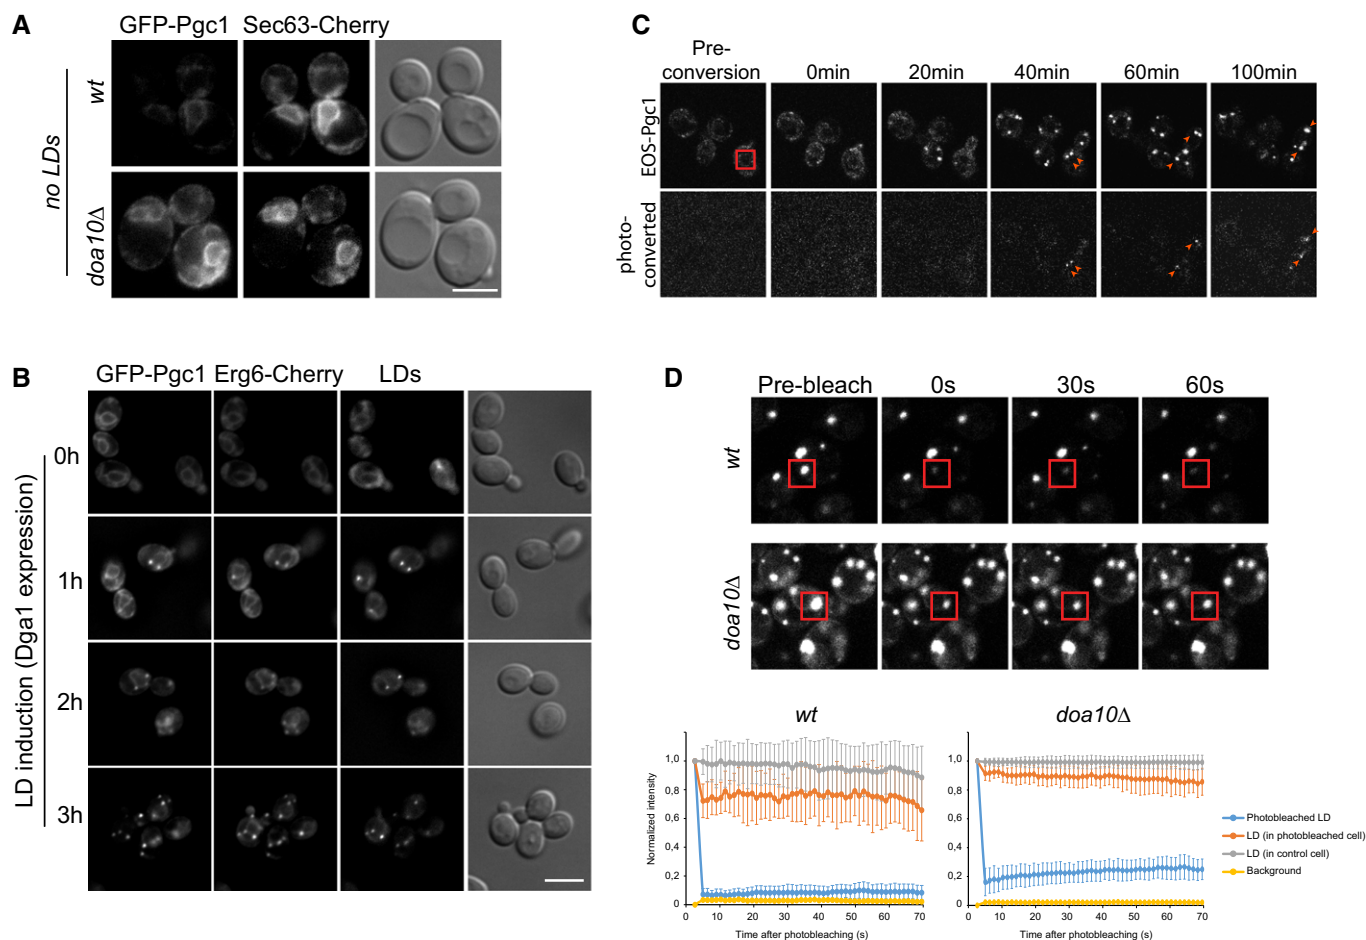 A
GFP-Pgc1 Sec63-Cherry
no LDs
wt
doa10Δ
B
GFP-Pgc1 Erg6-Cherry LDs
LD induction (Dga1 expression)
0h
1h
2h
3h
C
Pre-
conversion 0min 20min 40min 60min 100min
EOS-Pgc1
photo-
converted
D
Pre-bleach 0s 30s 60s
wt
doa10Δ
wt
Normalized intensity
1,0
0,8
0,6
0,4
0,2
0
0 10 20 30 40 50 60 70
Time after photobleaching (s)
doa10Δ
1,0
0,8
0,6
0,4
0,2
0
0 10 20 30 40 50 60 70
Time after photobleaching (s)
Photobleached LD
LD (in photobleached cell)
LD (in control cell)
Background